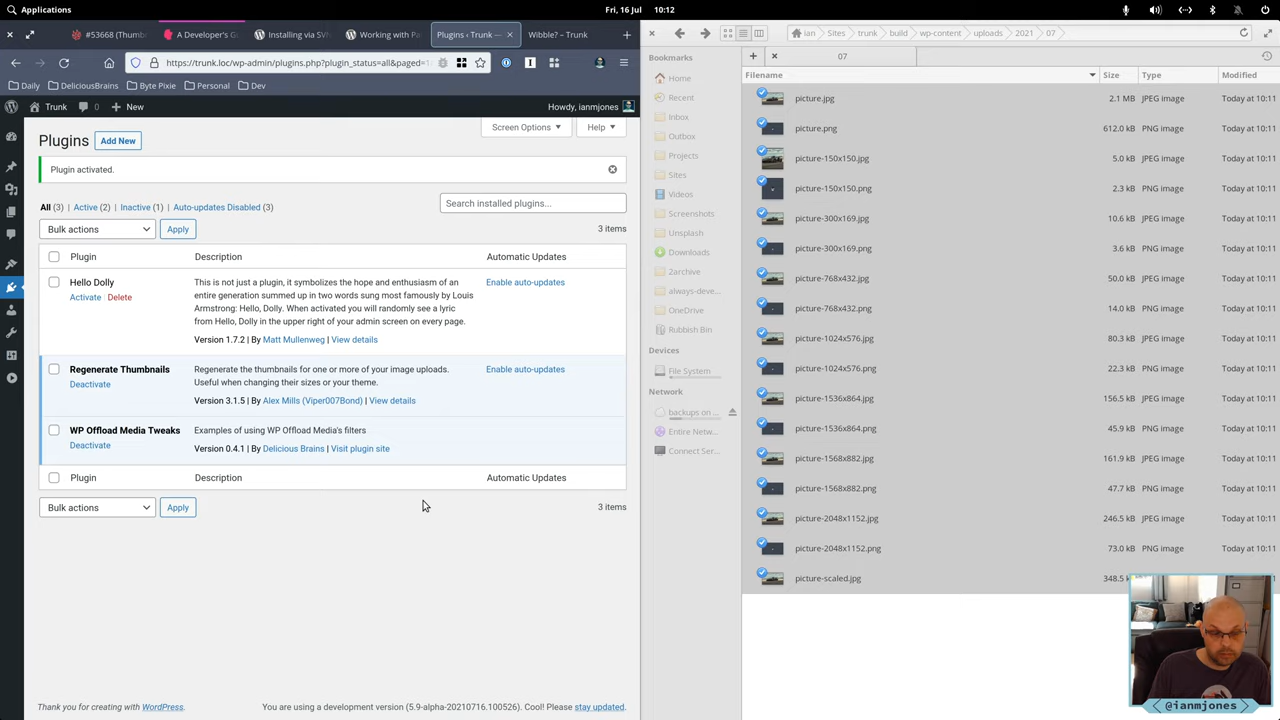 Applications
Fri, 16 Jul
10:12
#53668 (Thumb
A Developer's G
Installing via SVN
Working with Pa
Plugins ‹ Trunk —
Wibble? – Trunk
https://trunk.loc/wp-admin/plugins.php?plugin_status=all&paged=1
Daily
DeliciousBrains
Byte Pixie
Personal
Dev
Trunk
0
New
Howdy, ianmjones
Plugins
Add New
Screen Options
Help
Plugin activated.
All (3) | Active (2) | Inactive (1) | Auto-updates Disabled (3)
Search installed plugins...
Bulk actions
Apply
3 items
Plugin
Description
Automatic Updates
Hello Dolly
Activate
Delete
This is not just a plugin, it symbolizes the hope and enthusiasm of an
entire generation summed up in two words sung most famously by Louis
Armstrong: Hello, Dolly. When activated you will randomly see a lyric
from Hello, Dolly in the upper right of your admin screen on every page.
Version 1.7.2 | By Matt Mullenweg | View details
Enable auto-updates
Regenerate Thumbnails
Deactivate
Regenerate the thumbnails for one or more of your image uploads.
Useful when changing their sizes or your theme.
Version 3.1.5 | By Alex Mills (Viper007Bond) | View details
Enable auto-updates
WP Offload Media Tweaks
Deactivate
Examples of using WP Offload Media's filters
Version 0.4.1 | By Delicious Brains | Visit plugin site
Plugin
Description
Automatic Updates
Bulk actions
Apply
3 items
Thank you for creating with WordPress.
You are using a development version (5.9-alpha-20210716.100526). Cool! Please stay updated.
ian
Sites
trunk
build
wp-content
uploads
2021
07
Bookmarks
Home
Recent
Inbox
Outbox
Projects
Sites
Videos
Screenshots
Unsplash
Downloads
2archive
always-deve...
OneDrive
Rubbish Bin
Devices
File System
Network
backups on ...
Entire Netw...
Connect Ser...
07
Filename
Size
Type
Modified
picture.jpg 2.1 MB JPEG image Today at 10:11
picture.png 612.0 kB PNG image Today at 10:11
picture-150x150.jpg 5.0 kB JPEG image Today at 10:11
picture-150x150.png 2.3 kB PNG image Today at 10:11
picture-300x169.jpg 10.6 kB JPEG image Today at 10:11
picture-300x169.png 3.6 kB PNG image Today at 10:11
picture-768x432.jpg 50.0 kB JPEG image Today at 10:11
picture-768x432.png 14.0 kB PNG image Today at 10:11
picture-1024x576.jpg 80.3 kB JPEG image Today at 10:11
picture-1024x576.png 22.3 kB PNG image Today at 10:11
picture-1536x864.jpg 156.5 kB JPEG image Today at 10:11
picture-1536x864.png 45.9 kB PNG image Today at 10:11
picture-1568x882.jpg 161.9 kB JPEG image Today at 10:11
picture-1568x882.png 47.7 kB PNG image Today at 10:11
picture-2048x1152.jpg 246.5 kB JPEG image Today at 10:11
picture-2048x1152.png 73.0 kB PNG image Today at 10:11
picture-scaled.jpg 348.5
<@ianmjones>